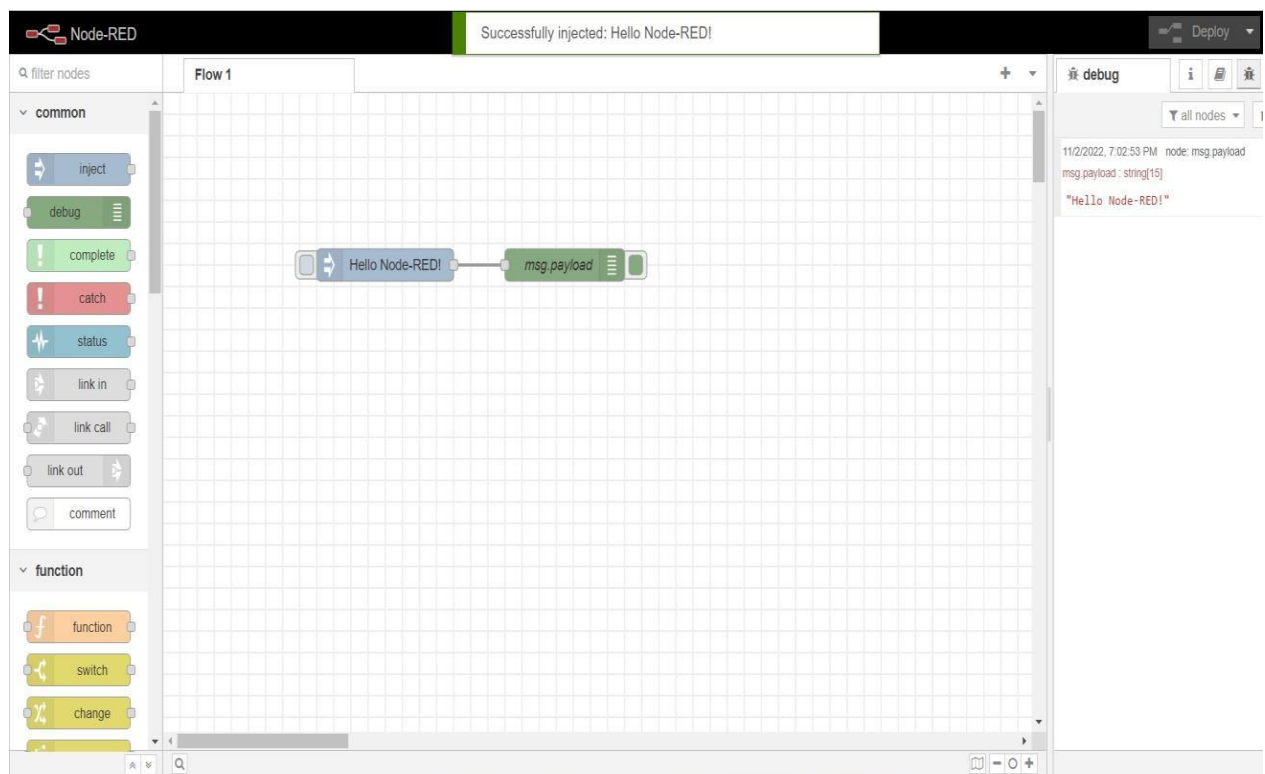 Node-RED
Successfully injected: Hello Node-RED!
Deploy
filter nodes
Flow 1
debug
i
all nodes
common
inject
debug
complete
catch
status
link in
link call
link out
comment
function
function
switch
change
Hello Node-RED!
msg.payload
11/2/2022, 7:02:53 PM node: msg.payload
msg.payload : string[15]
"Hello Node-RED!"